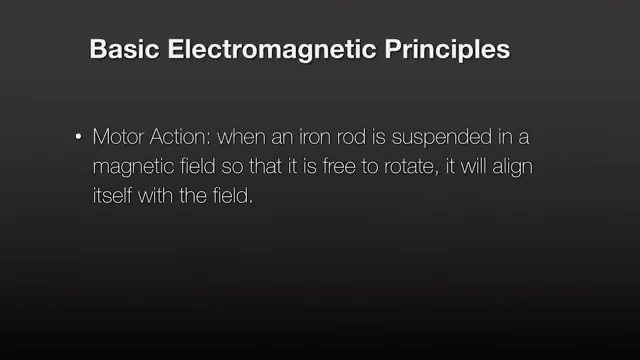 Basic Electromagnetic Principles
• Motor Action: when an iron rod is suspended in a
magnetic field so that it is free to rotate, it will align
itself with the field.